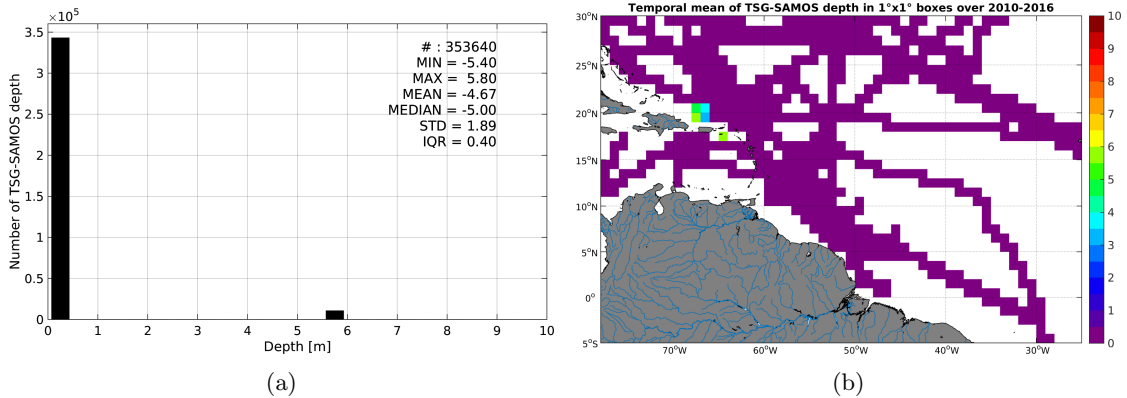 ×10⁵
3.5
3
2.5
2
1.5
1
0.5
0
Number of TSG-SAMOS depth
# : 353640
MIN = -5.40
MAX = 5.80
MEAN = -4.67
MEDIAN = -5.00
STD = 1.89
IQR = 0.40
0 1 2 3 4 5 6 7 8 9 10
Depth [m]
(a)
Temporal mean of TSG-SAMOS depth in 1°x1° boxes over 2010-2016
30°N
25°N
20°N
15°N
10°N
5°N
0°
5°S
70°W 60°W 50°W 40°W 30°W
10
9
8
7
6
5
4
3
2
1
0
(b)